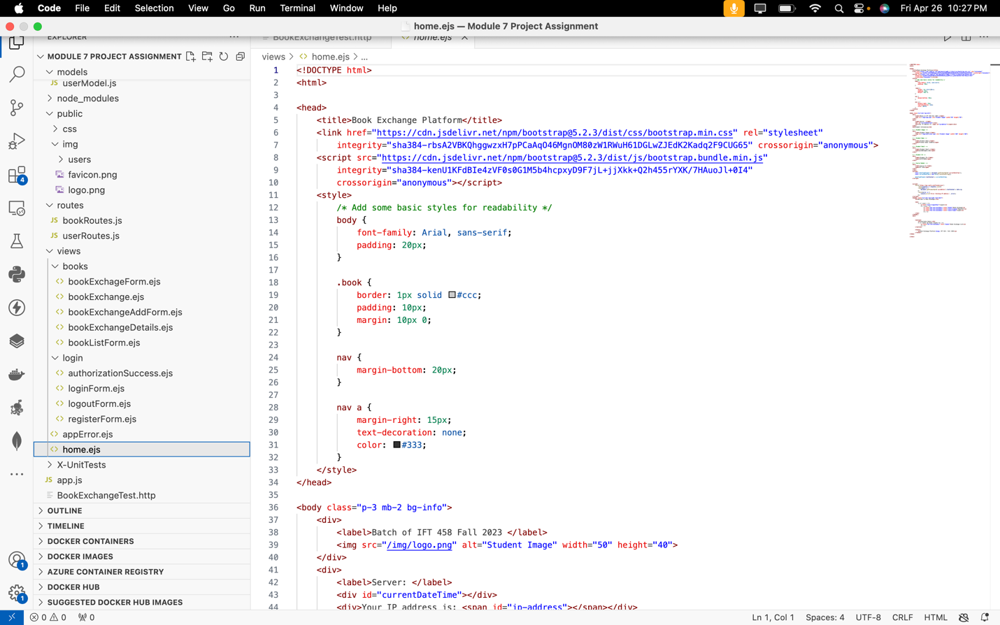 Code File Edit Selection View Go Run Terminal Window Help Fri Apr 26 10:27 PM
home.ejs — Module 7 Project Assignment
EXPLORER
BookExchangeTest.http home.ejs
MODULE 7 PROJECT ASSIGNMENT
views > home.ejs > ...
models
userModel.js
node_modules
public
css
img
users
favicon.png
logo.png
routes
bookRoutes.js
userRoutes.js
views
books
bookExchageForm.ejs
bookExchange.ejs
bookExchangeAddForm.ejs
bookExchangeDetails.ejs
bookListForm.ejs
login
authorizationSuccess.ejs
loginForm.ejs
logoutForm.ejs
registerForm.ejs
appError.ejs
home.ejs
X-UnitTests
app.js
BookExchangeTest.http
OUTLINE
TIMELINE
DOCKER CONTAINERS
DOCKER IMAGES
AZURE CONTAINER REGISTRY
DOCKER HUB
SUGGESTED DOCKER HUB IMAGES
4
1
1
1 <!DOCTYPE html>
2 <html>
3
4 <head>
5 <title>Book Exchange Platform</title>
6 <link href="https://cdn.jsdelivr.net/npm/bootstrap@5.2.3/dist/css/bootstrap.min.css" rel="stylesheet"
7 integrity="sha384-rbsA2VBKQhggwzxH7pPCaAqO46MgnOM80zW1RWuH61DGLwZJEdK2Kadq2F9CUG65" crossorigin="anonymous">
8 <script src="https://cdn.jsdelivr.net/npm/bootstrap@5.2.3/dist/js/bootstrap.bundle.min.js"
9 integrity="sha384-kenU1KFdBIe4zVF0s0G1M5b4hcpxyD9F7jL+jjXkk+Q2h455rYXK/7HAuoJl+0I4"
10 crossorigin="anonymous"></script>
11 <style>
12 /* Add some basic styles for readability */
13 body {
14 font-family: Arial, sans-serif;
15 padding: 20px;
16 }
17
18 .book {
19 border: 1px solid #ccc;
20 padding: 10px;
21 margin: 10px 0;
22 }
23
24 nav {
25 margin-bottom: 20px;
26 }
27
28 nav a {
29 margin-right: 15px;
30 text-decoration: none;
31 color: #333;
32 }
33 </style>
34 </head>
35
36 <body class="p-3 mb-2 bg-info">
37 <div>
38 <label>Batch of IFT 458 Fall 2023 </label>
39 <img src="/img/logo.png" alt="Student Image" width="50" height="40">
40 </div>
41 <div>
42 <label>Server: </label>
43 <div id="currentDateTime"></div>
44 <div>Your IP address is: <span id="ip-address"></span></div>
0 0 0 Ln 1, Col 1 Spaces: 4 UTF-8 CRLF HTML